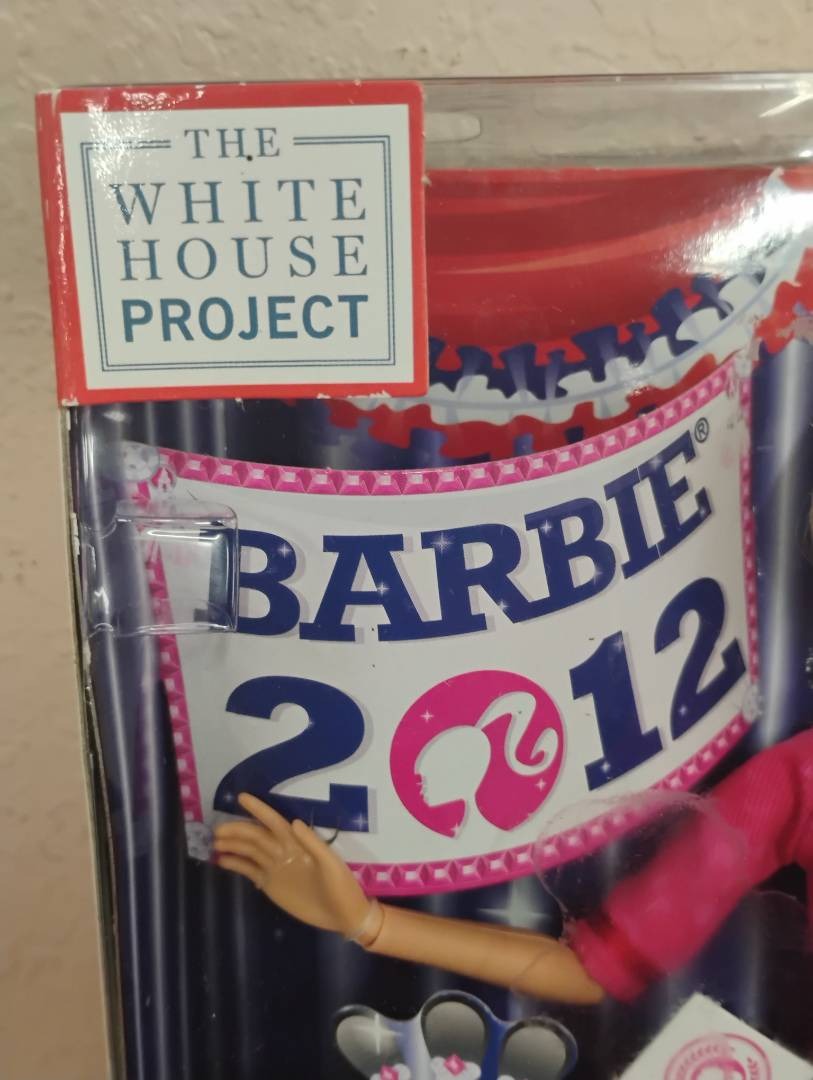 THE
WHITE
HOUSE
PROJECT
BARBIE®
2012